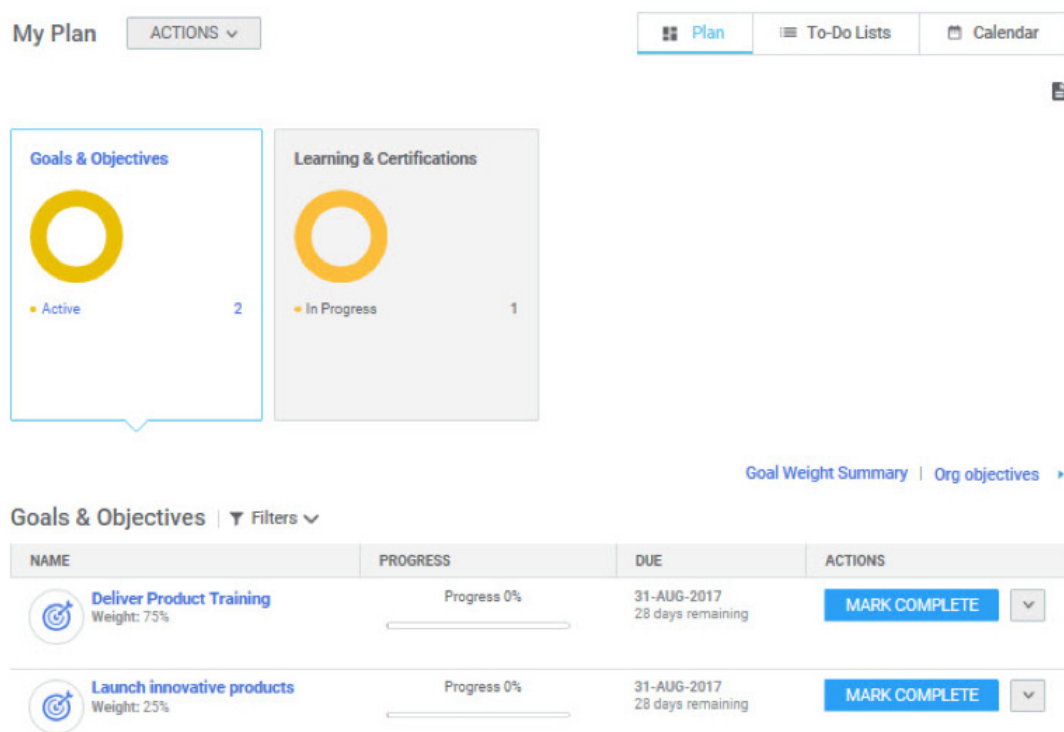 My Plan ACTIONS Plan To-Do Lists Calendar
Goals & Objectives
Active 2
Learning & Certifications
In Progress 1
Goal Weight Summary | Org objectives
Goals & Objectives | Filters
NAME PROGRESS DUE ACTIONS
Deliver Product Training Progress 0% 31-AUG-2017 MARK COMPLETE
Weight: 75% 28 days remaining
Launch innovative products Progress 0% 31-AUG-2017 MARK COMPLETE
Weight: 25% 28 days remaining